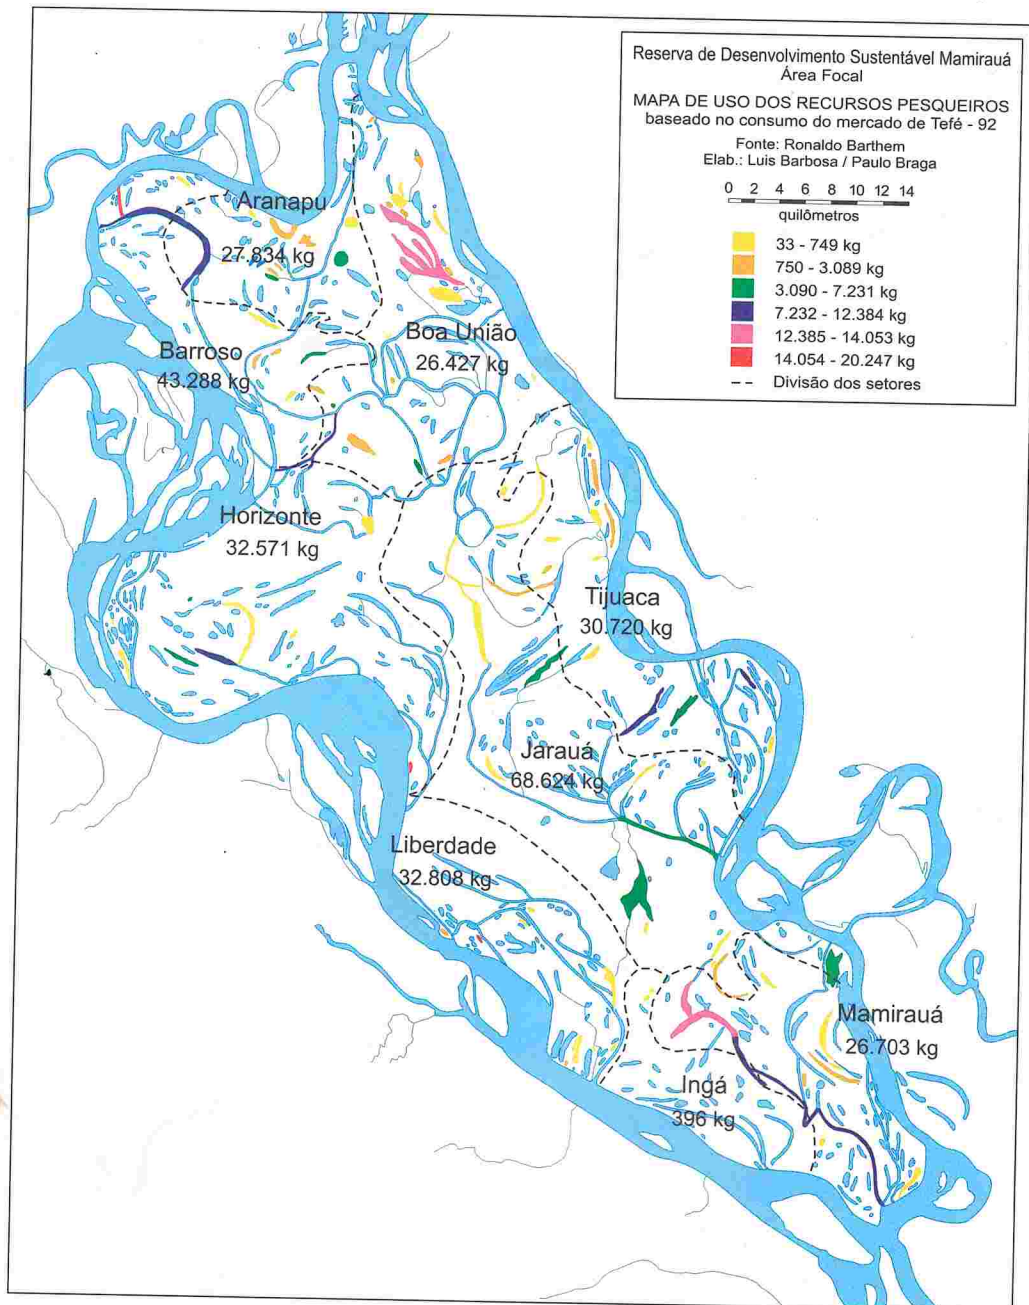 Reserva de Desenvolvimento Sustentável Mamirauá
Área Focal
MAPA DE USO DOS RECURSOS PESQUEIROS
baseado no consumo do mercado de Tefé - 92
Fonte: Ronaldo Barthem
Elab.: Luis Barbosa / Paulo Braga
0 2 4 6 8 10 12 14
quilômetros
33 - 749 kg
750 - 3.089 kg
3.090 - 7.231 kg
7.232 - 12.384 kg
12.385 - 14.053 kg
14.054 - 20.247 kg
Divisão dos setores
Aranapu
27.834 kg
Boa União
26.427 kg
Barroso
43.288 kg
Horizonte
32.571 kg
Tijuaca
30.720 kg
Jarauá
68.624 kg
Liberdade
32.808 kg
Mamirauá
26.703 kg
Ingá
396 kg